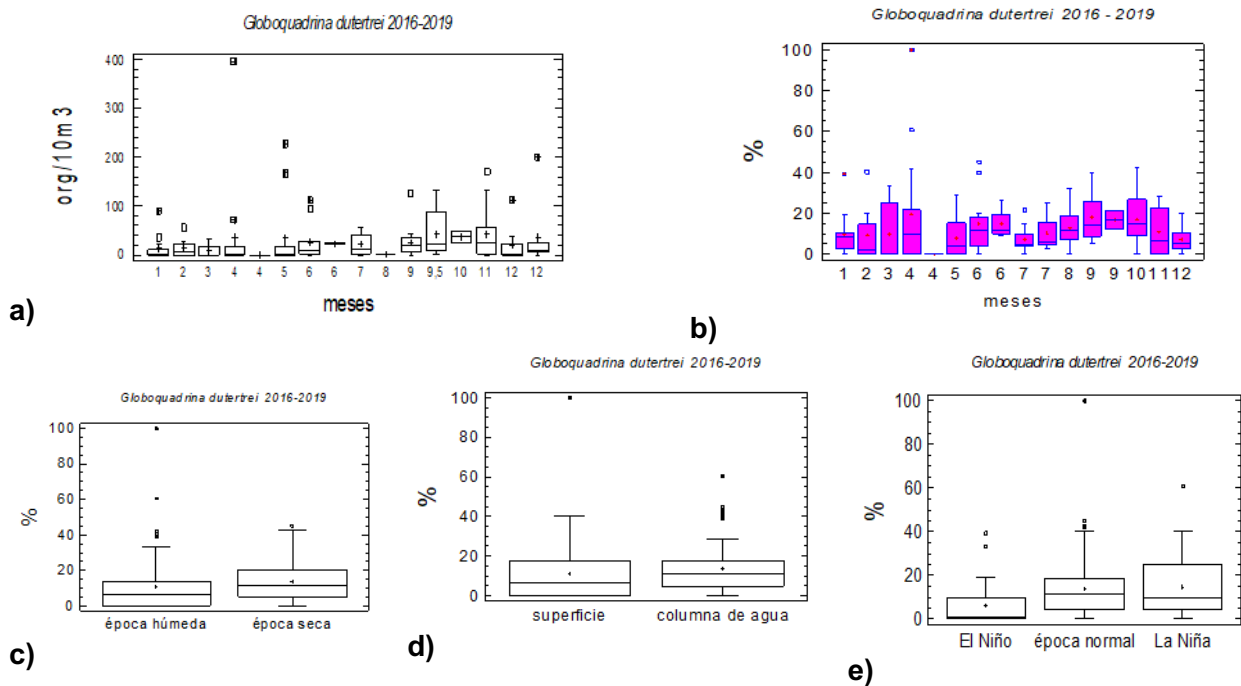 Globoquadrina dutertrei 2016-2019
org/10m3
400
300
200
100
0
1 2 3 4 4 5 6 6 7 8 9 9,5 10 11 12 12
meses
a)
Globoquadrina dutertrei 2016 - 2019
%
100
80
60
40
20
0
1 2 3 4 4 5 6 6 7 7 8 9 9 10 11 12
meses
b)
Globoquadrina dutertrei 2016-2019
%
100
80
60
40
20
0
época húmeda época seca
c)
Globoquadrina dutertrei 2016-2019
%
100
80
60
40
20
0
superficie columna de agua
d)
Globoquadrina dutertrei 2016-2019
%
100
80
60
40
20
0
El Niño época normal La Niña
e)